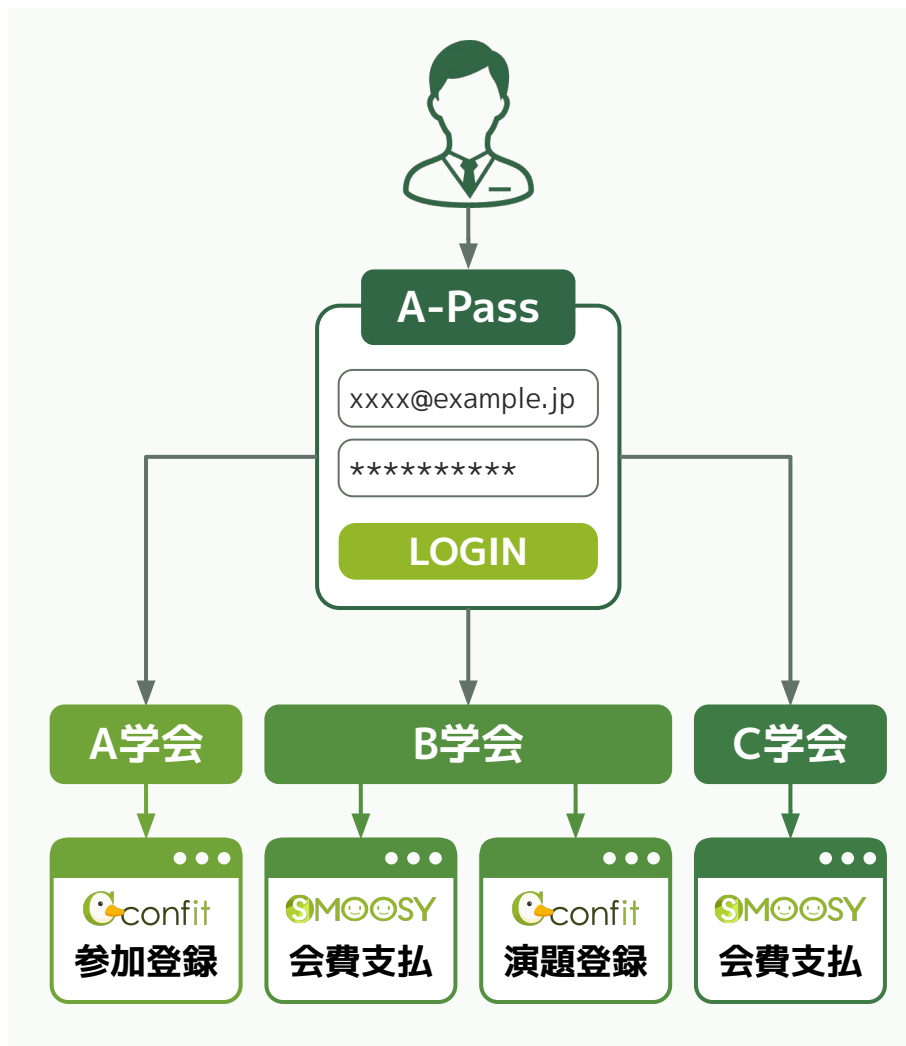 A-Pass
xxxx@example.jp
**********
LOGIN
A学会
B学会
C学会
confit
参加登録
SMOOSY
会費支払
confit
演題登録
SMOOSY
会費支払